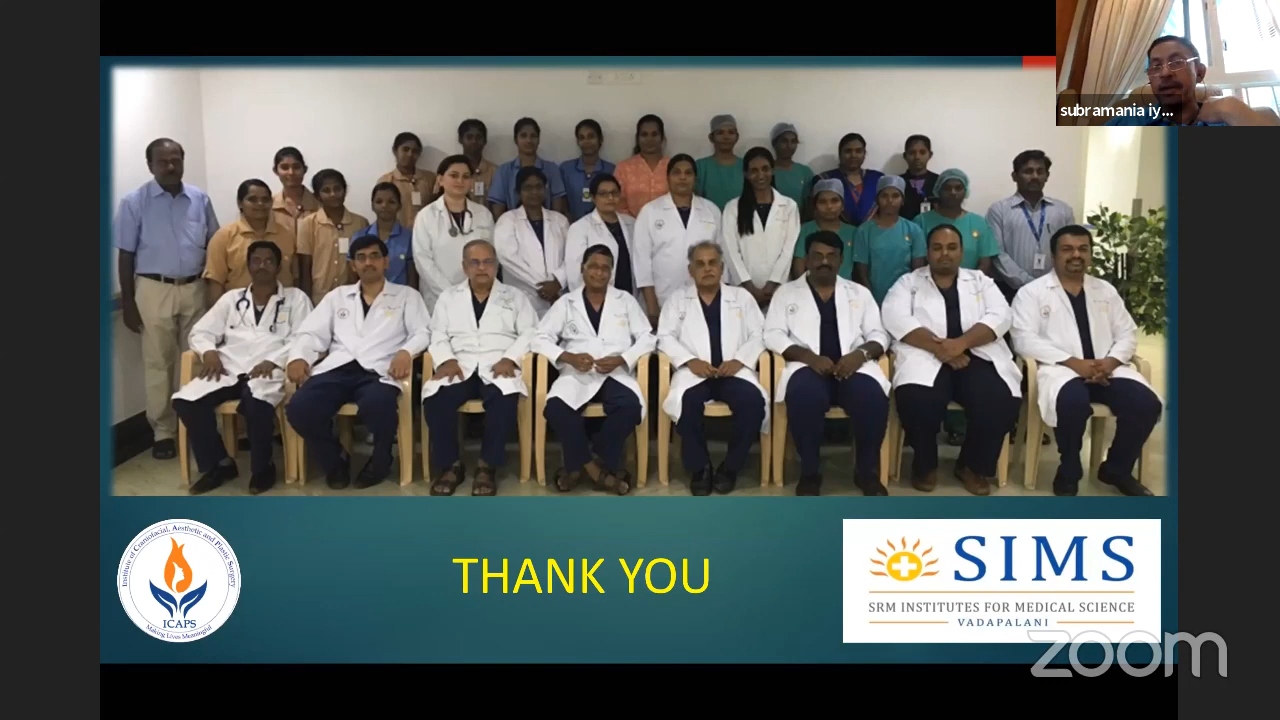 subramania iy...
THANK YOU
Institute of Craniofacial, Aesthetic and Plastic Surgery
ICAPS
Making Lives Meaningful
SIMS
SRM INSTITUTES FOR MEDICAL SCIENCE
VADAPALANI
zoom